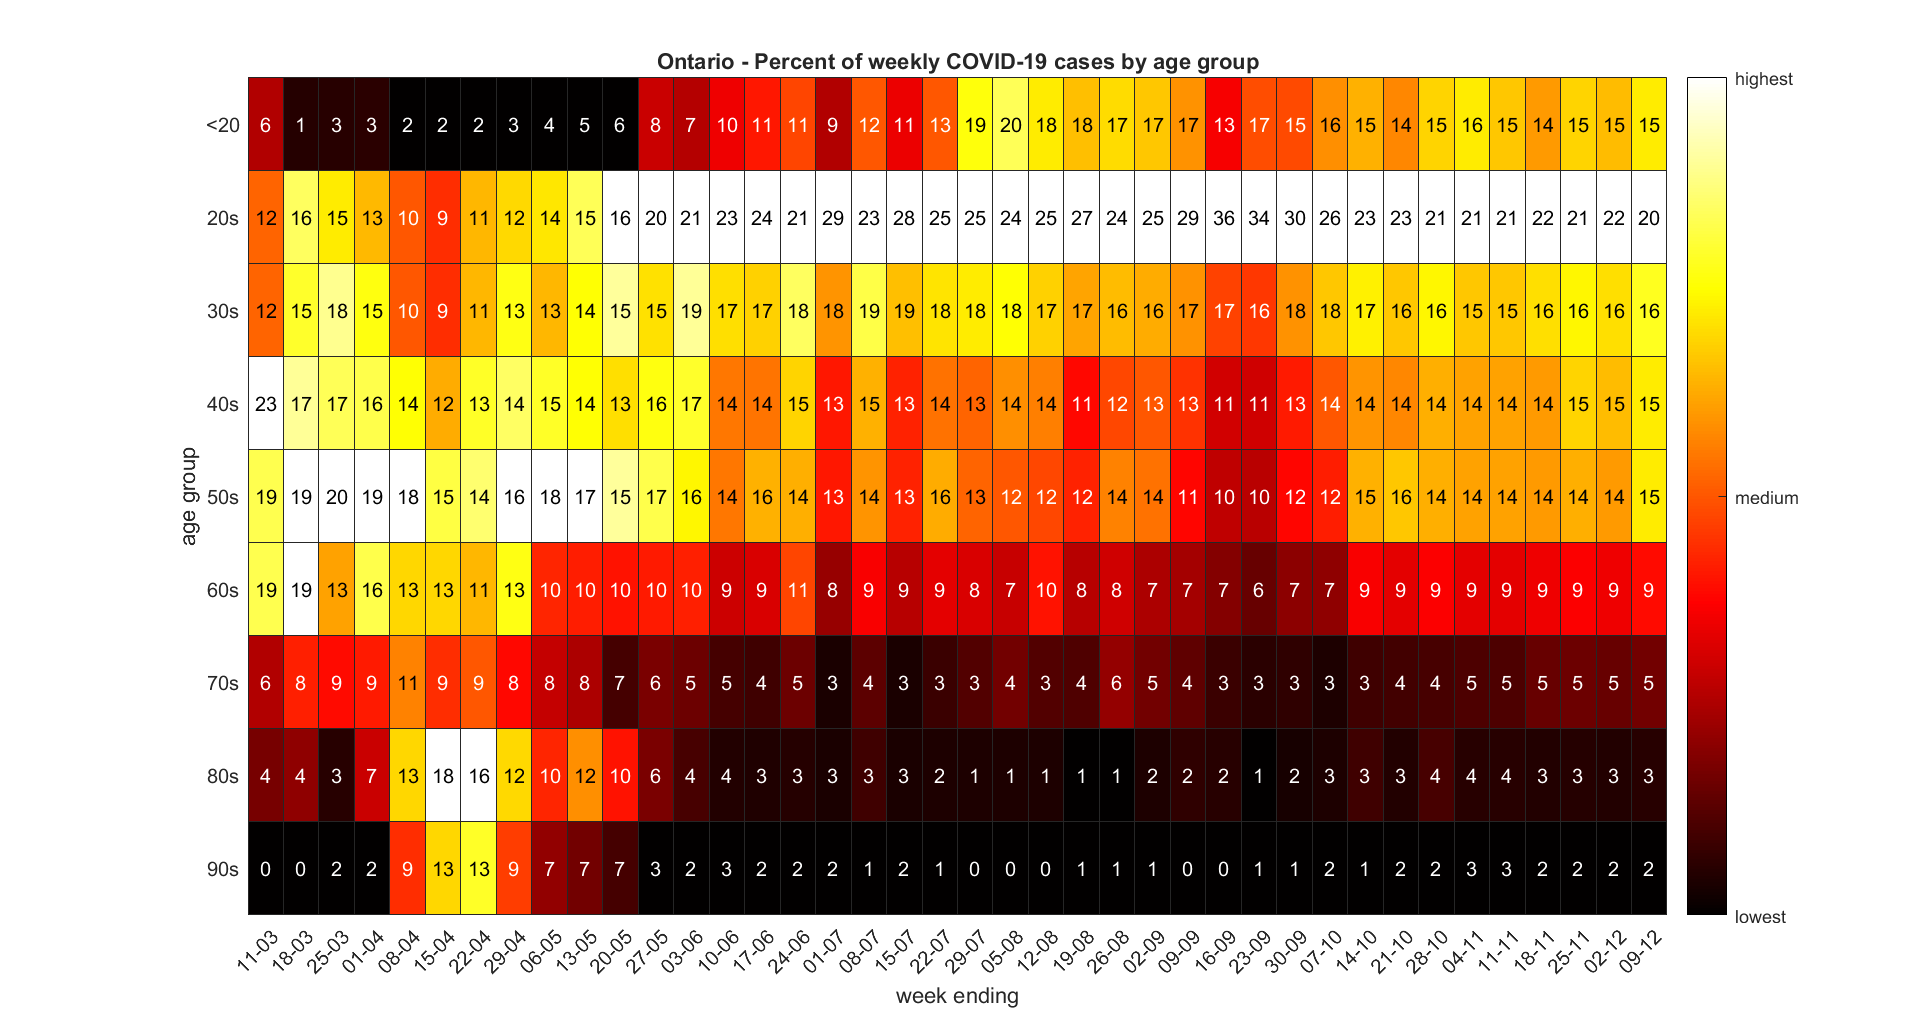 Ontario - Percent of weekly COVID-19 cases by age group
highest
<20 6 1 3 3 2 2 2 3 4 5 6 8 7 10 11 11 9 12 11 13 19 20 18 18 17 17 17 13 17 15 16 15 14 15 16 15 14 15 15 15
20s 12 16 15 13 10 9 11 12 14 15 16 20 21 23 24 21 29 23 28 25 25 24 25 27 24 25 29 36 34 30 26 23 23 21 21 21 22 21 22 20
30s 12 15 18 15 10 9 11 13 13 14 15 15 19 17 17 18 18 19 19 18 18 18 17 17 16 16 17 17 16 18 18 17 16 16 15 15 16 16 16 16
40s 23 17 17 16 14 12 13 14 15 14 13 16 17 14 14 15 13 15 13 14 13 14 14 11 12 13 13 11 11 13 14 14 14 14 14 14 14 15 15 15
age group
50s 19 19 20 19 18 15 14 16 18 17 15 17 16 14 16 14 13 14 13 16 13 12 12 12 14 14 11 10 10 12 12 15 16 14 14 14 14 14 14 15
medium
60s 19 19 13 16 13 13 11 13 10 10 10 10 10 9 9 11 8 9 9 9 8 7 10 8 8 7 7 7 6 7 7 9 9 9 9 9 9 9 9 9
70s 6 8 9 9 11 9 9 8 8 8 7 6 5 5 4 5 3 4 3 3 3 4 3 4 6 5 4 3 3 3 3 3 4 4 5 5 5 5 5 5
80s 4 4 3 7 13 18 16 12 10 12 10 6 4 4 3 3 3 3 3 2 1 1 1 1 1 2 2 2 1 2 3 3 3 4 4 4 3 3 3 3
90s 0 0 2 2 9 13 13 9 7 7 7 3 2 3 2 2 2 1 2 1 0 0 0 1 1 1 0 0 1 1 2 1 2 2 3 3 2 2 2 2
lowest
11-03 18-03 25-03 01-04 08-04 15-04 22-04 29-04 06-05 13-05 20-05 27-05 03-06 10-06 17-06 24-06 01-07 08-07 15-07 22-07 29-07 05-08 12-08 19-08 26-08 02-09 09-09 16-09 23-09 30-09 07-10 14-10 21-10 28-10 04-11 11-11 18-11 25-11 02-12 09-12
week ending